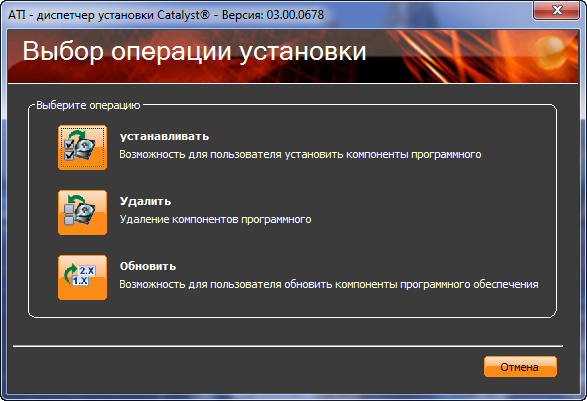 ATI - диспетчер установки Catalyst® - Версия: 03.00.0678
Выбор операции установки
Выберите операцию
устанавливать
Возможность для пользователя установить компоненты программного
Удалить
Удаление компонентов программного
2.X
1.X
Обновить
Возможность для пользователя обновить компоненты программного обеспечения
Отмена